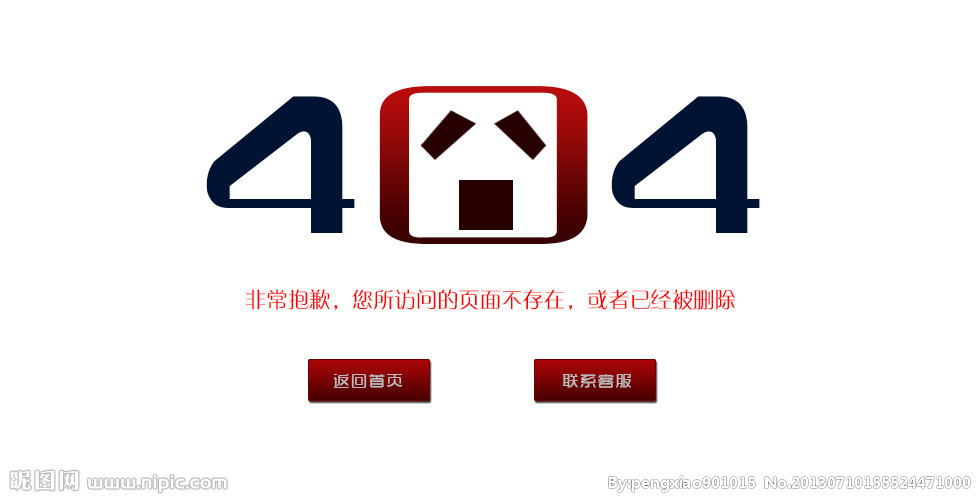 404
非常抱歉，您所访问的页面不存在，或者已经被删除
返回首页
联系客服
昵图网 www.nipic.com
By:pengxiao901015 No.20130710155524471000